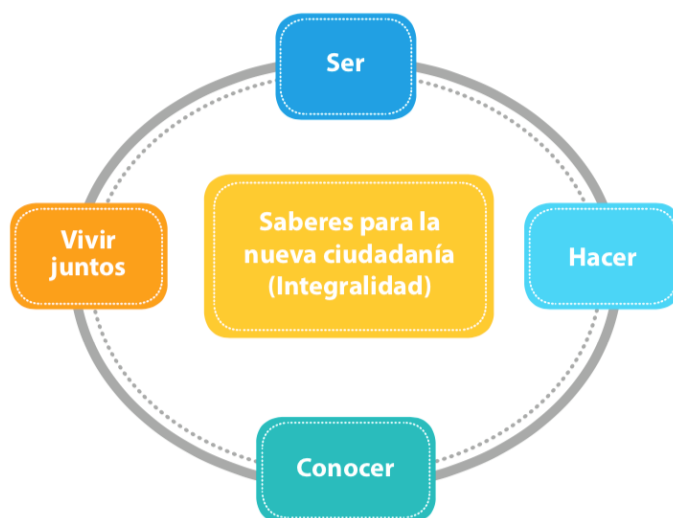 Ser
Vivir
juntos
Saberes para la
nueva ciudadanía
(Integralidad)
Hacer
Conocer